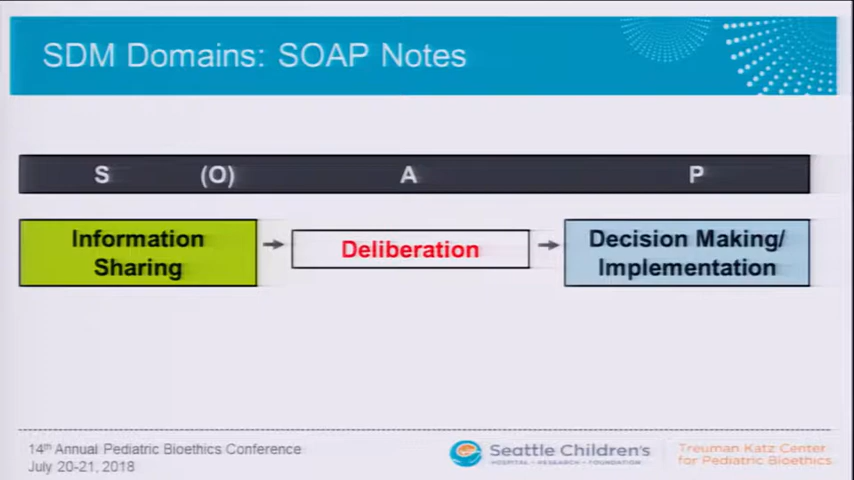 SDM Domains: SOAP Notes
S (O) A P
Information
Sharing
Deliberation
Decision Making/
Implementation
14th Annual Pediatric Bioethics Conference
July 20-21, 2018
Seattle Children's
HOSPITAL • RESEARCH • FOUNDATION
Treuman Katz Center
for Pediatric Bioethics